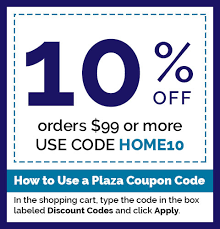 10% OFF
orders $99 or more
USE CODE HOME10
How to Use a Plaza Coupon Code
In the shopping cart, type the code in the box
labeled Discount Codes and click Apply.